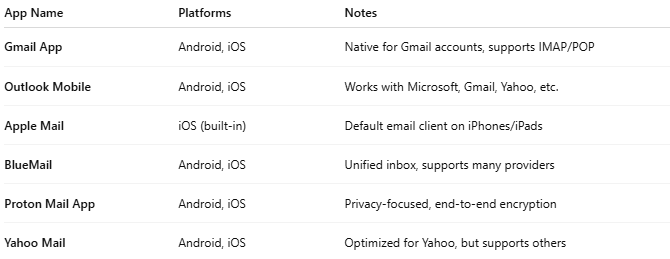 App Name Platforms Notes
Gmail App Android, iOS Native for Gmail accounts, supports IMAP/POP
Outlook Mobile Android, iOS Works with Microsoft, Gmail, Yahoo, etc.
Apple Mail iOS (built-in) Default email client on iPhones/iPads
BlueMail Android, iOS Unified inbox, supports many providers
Proton Mail App Android, iOS Privacy-focused, end-to-end encryption
Yahoo Mail Android, iOS Optimized for Yahoo, but supports others